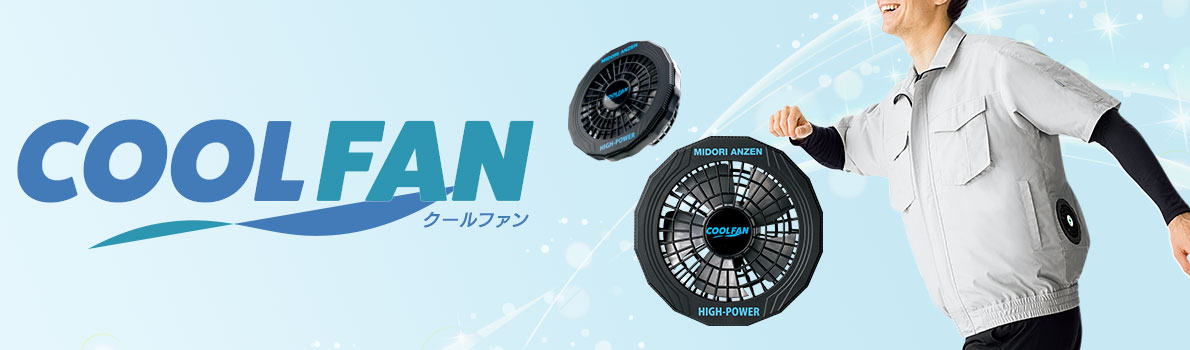 COOLFAN
クールファン
MIDORI ANZEN
COOLFAN
HIGH-POWER
MIDORI ANZEN
COOLFAN
HIGH-POWER